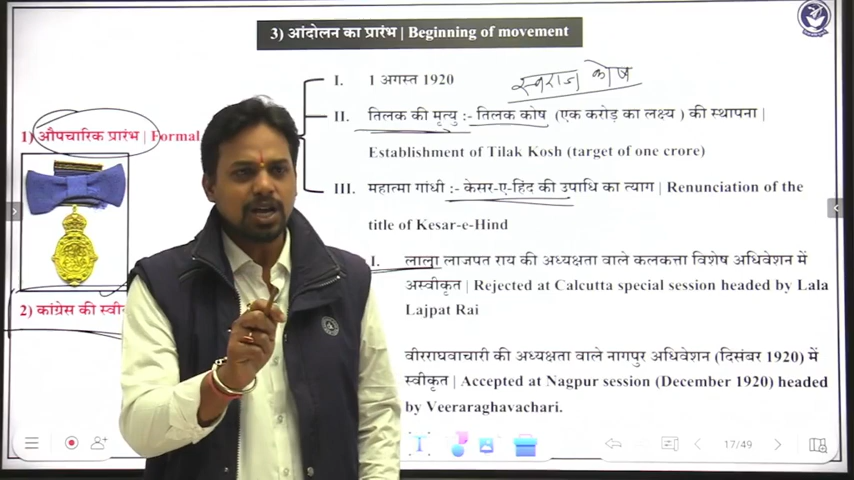 3) आंदोलन का प्रारंभ | Beginning of movement
I. 1 अगस्त 1920
स्वराज कोष
II. तिलक की मृत्यु :- तिलक कोष (एक करोड़ का लक्ष्य ) की स्थापना |
Establishment of Tilak Kosh (target of one crore)
1) औपचारिक प्रारंभ | Formal
III. महात्मा गांधी :- केसर-ए-हिंद की उपाधि का त्याग | Renunciation of the
title of Kesar-e-Hind
I. लाला लाजपत राय की अध्यक्षता वाले कलकत्ता विशेष अधिवेशन में
अस्वीकृत | Rejected at Calcutta special session headed by Lala
Lajpat Rai
2) कांग्रेस की
वीरराघवाचारी की अध्यक्षता वाले नागपुर अधिवेशन (दिसंबर 1920) में
स्वीकृत | Accepted at Nagpur session (December 1920) headed
by Veeraraghavachari.
17/49